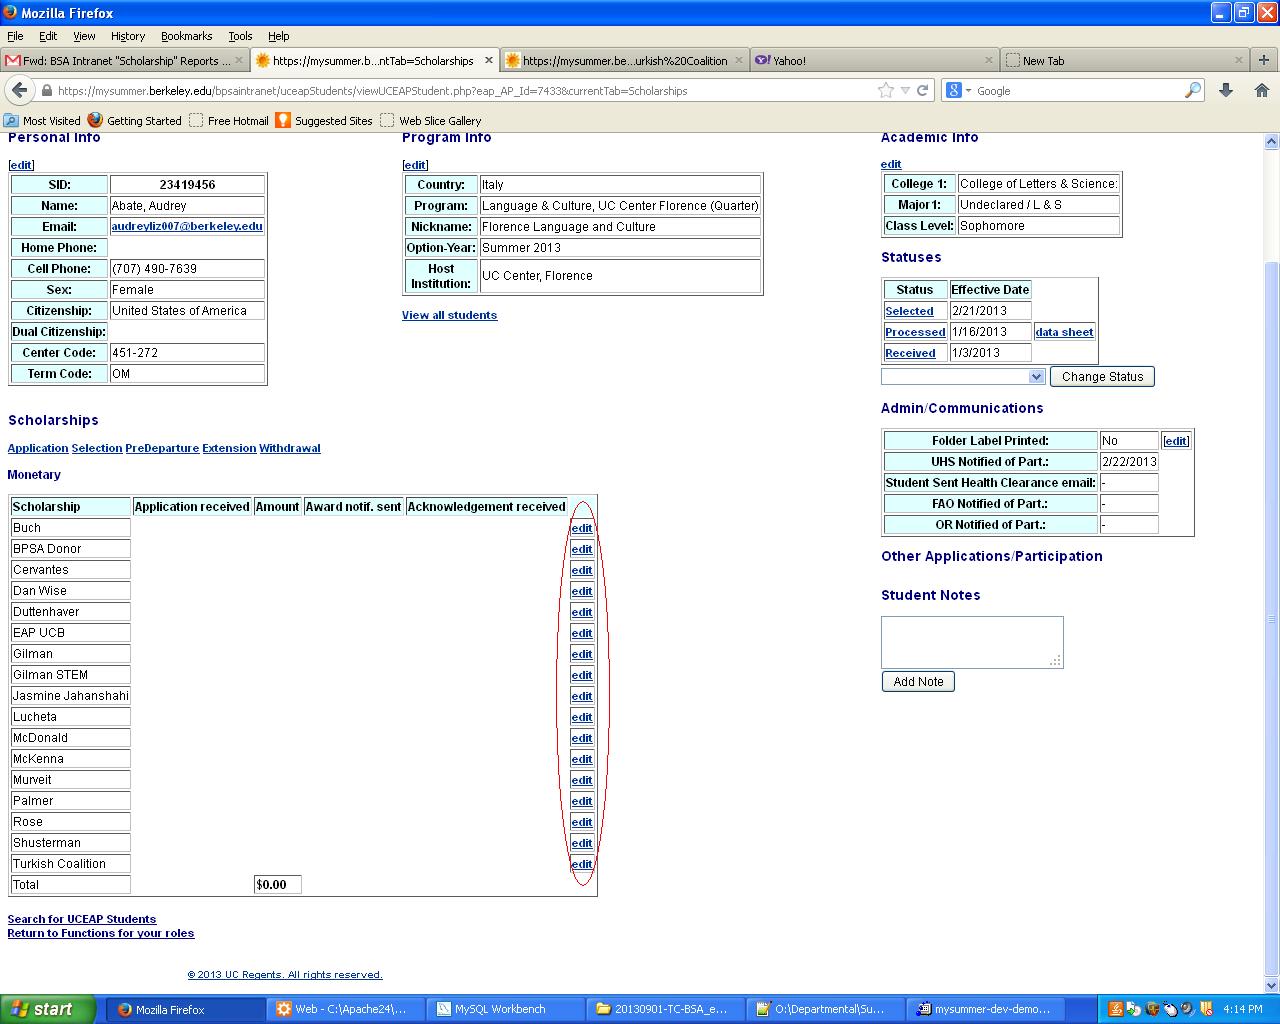 Mozilla Firefox
File Edit View History Bookmarks Tools Help
Fwd: BSA Intranet "Scholarship" Reports ...
https://mysummer.b...ntTab=Scholarships
https://mysummer.be...urkish%20Coalition
Yahoo!
New Tab
https://mysummer.berkeley.edu/bpsaintranet/uceapStudents/viewUCEAPStudent.php?eap_AP_Id=7433&currentTab=Scholarships
Google
Most Visited Getting Started Free Hotmail Suggested Sites Web Slice Gallery
Personal Info
[edit]
SID: 23419456
Name: Abate, Audrey
Email: audreyliz007@berkeley.edu
Home Phone:
Cell Phone: (707) 490-7639
Sex: Female
Citizenship: United States of America
Dual Citizenship:
Center Code: 451-272
Term Code: OM
Program Info
[edit]
Country: Italy
Program: Language & Culture, UC Center Florence (Quarter)
Nickname: Florence Language and Culture
Option-Year: Summer 2013
Host
Institution: UC Center, Florence
View all students
Academic Info
edit
College 1: College of Letters & Science:
Major1: Undeclared / L & S
Class Level: Sophomore
Statuses
Status Effective Date
Selected 2/21/2013
Processed 1/16/2013 data sheet
Received 1/3/2013
Change Status
Admin/Communications
Folder Label Printed: No [edit]
UHS Notified of Part.: 2/22/2013
Student Sent Health Clearance email: -
FAO Notified of Part.: -
OR Notified of Part.: -
Other Applications/Participation
Student Notes
Add Note
Scholarships
Application Selection PreDeparture Extension Withdrawal
Monetary
Scholarship Application received Amount Award notif. sent Acknowledgement received
Buch edit
BPSA Donor edit
Cervantes edit
Dan Wise edit
Duttenhaver edit
EAP UCB edit
Gilman edit
Gilman STEM edit
Jasmine Jahanshahi edit
Lucheta edit
McDonald edit
McKenna edit
Murveit edit
Palmer edit
Rose edit
Shusterman edit
Turkish Coalition edit
Total $0.00
Search for UCEAP Students
Return to Functions for your roles
© 2013 UC Regents. All rights reserved.
start
Mozilla Firefox
Web - C:\Apache24\...
MySQL Workbench
20130901-TC-BSA_e...
O:\Departmental\Su...
mysummer-dev-demo...
4:14 PM